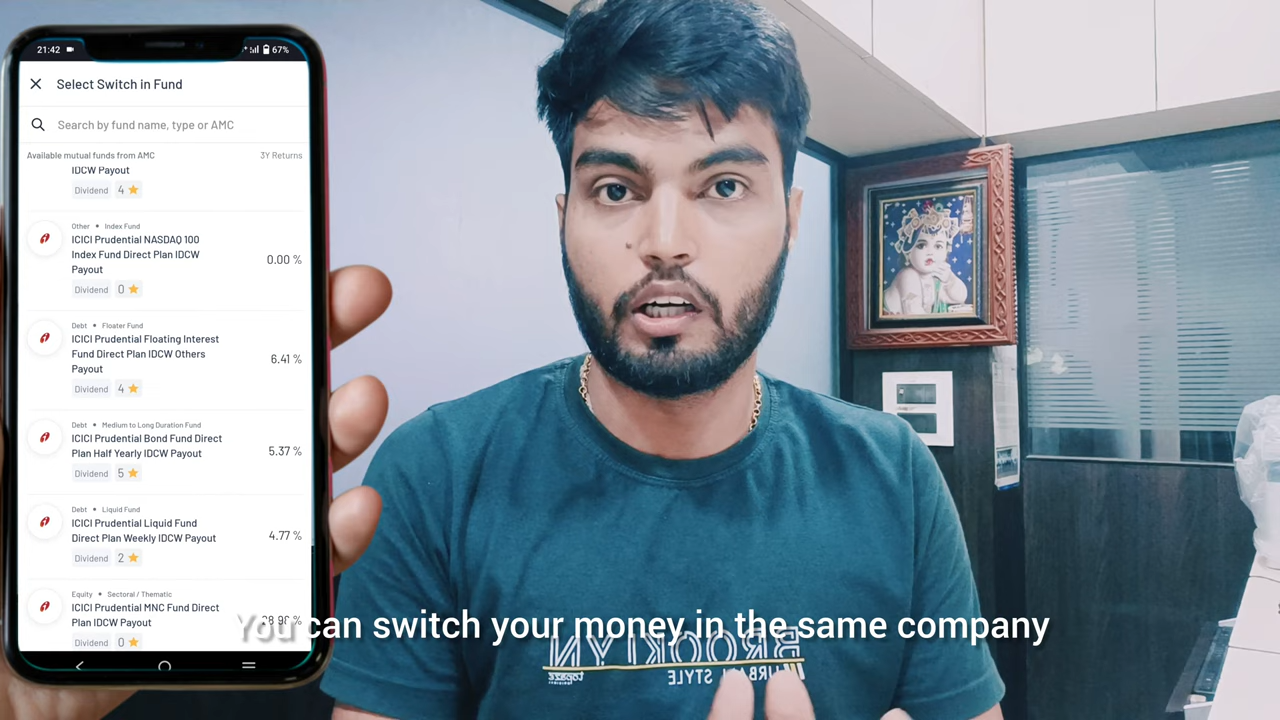 21:42
67%
Select Switch in Fund
Search by fund name, type or AMC
Available mutual funds from AMC
3Y Returns
IDCW Payout
Dividend 4
Other • Index Fund
ICICI Prudential NASDAQ 100
Index Fund Direct Plan IDCW
Payout
0.00 %
Dividend 0
Debt • Floater Fund
ICICI Prudential Floating Interest
Fund Direct Plan IDCW Others
Payout
6.41 %
Dividend 4
Debt • Medium to Long Duration Fund
ICICI Prudential Bond Fund Direct
Plan Half Yearly IDCW Payout
5.37 %
Dividend 5
Debt • Liquid Fund
ICICI Prudential Liquid Fund
Direct Plan Weekly IDCW Payout
4.77 %
Dividend 2
Equity • Sectoral / Thematic
ICICI Prudential MNC Fund Direct
Plan IDCW Payout
Dividend 0
You can switch your money in the same company
BROOKLYN
URBAN STYLE
topaze